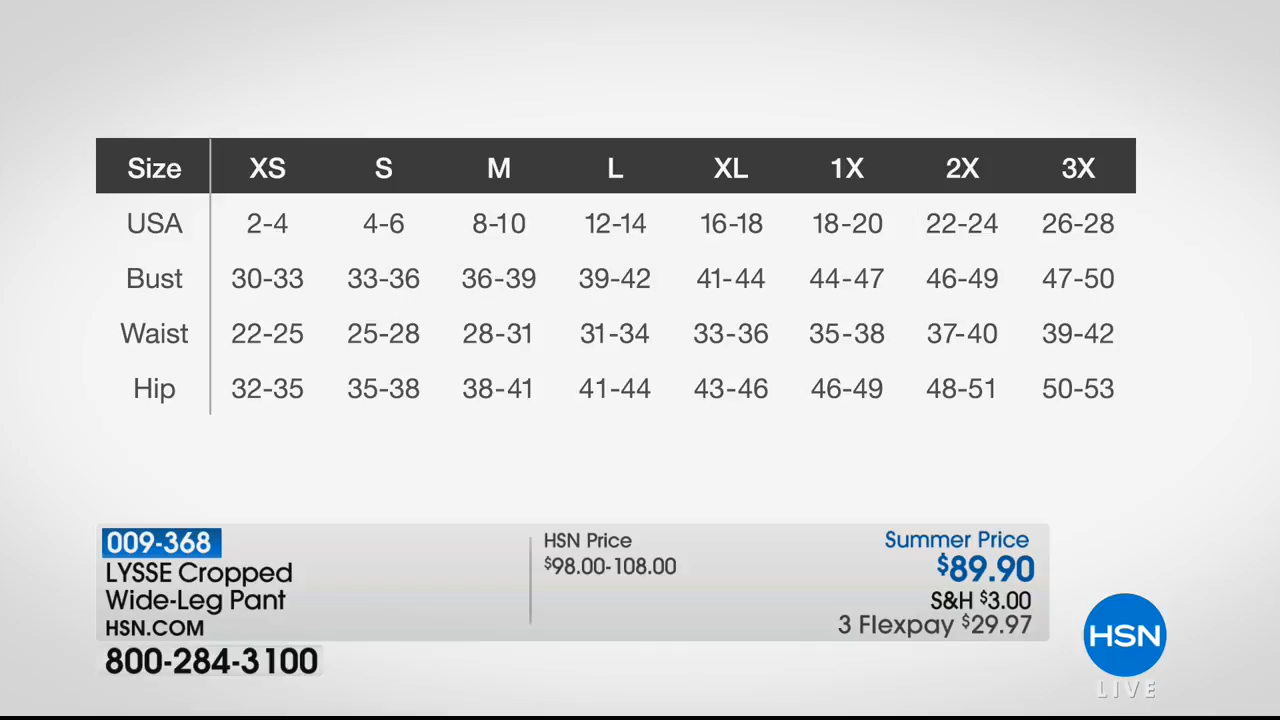 Size XS S M L XL 1X 2X 3X
USA 2-4 4-6 8-10 12-14 16-18 18-20 22-24 26-28
Bust 30-33 33-36 36-39 39-42 41-44 44-47 46-49 47-50
Waist 22-25 25-28 28-31 31-34 33-36 35-38 37-40 39-42
Hip 32-35 35-38 38-41 41-44 43-46 46-49 48-51 50-53
009-368
LYSSE Cropped
Wide-Leg Pant
HSN.COM
800-284-3100
HSN Price
$98.00-108.00
Summer Price
$89.90
S&H $3.00
3 Flexpay $29.97
HSN
LIVE